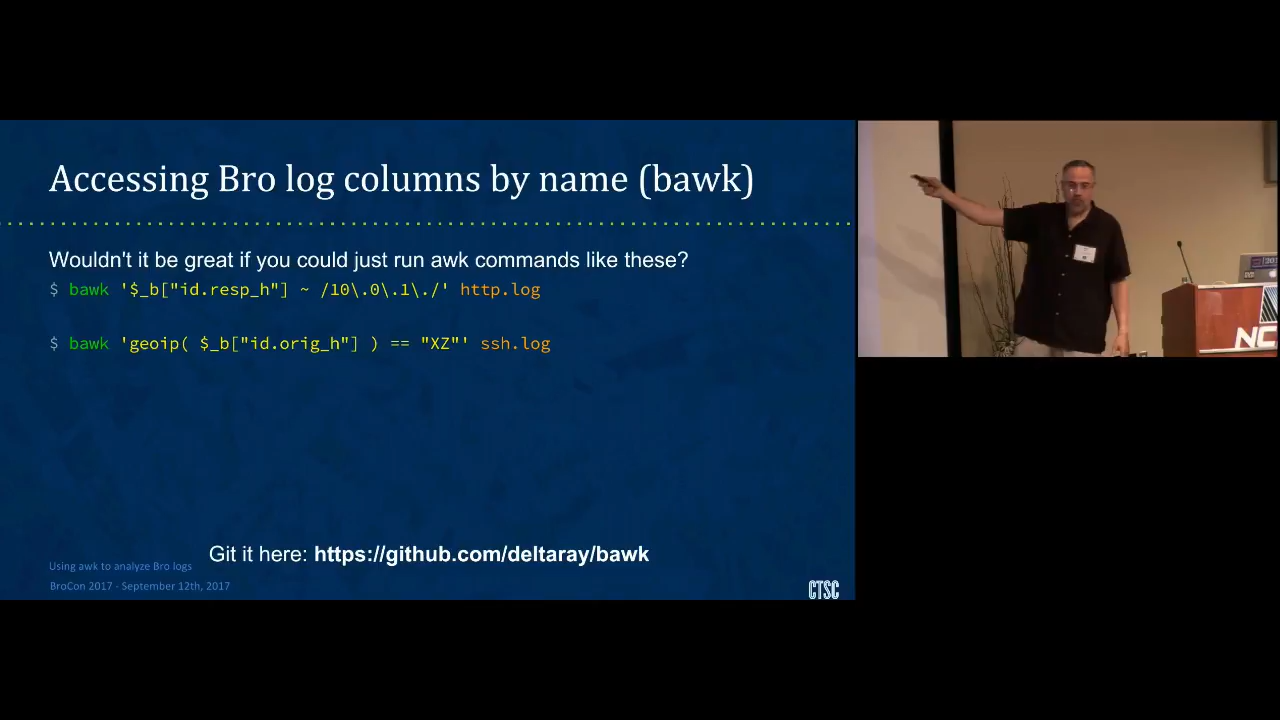 Accessing Bro log columns by name (bawk)
Wouldn't it be great if you could just run awk commands like these?
$ bawk '$_b["id.resp_h"] ~ /10\.0\.1\./' http.log
$ bawk 'geoip( $_b["id.orig_h"] ) == "XZ"' ssh.log
Git it here: https://github.com/deltaray/bawk
Using awk to analyze Bro logs
BroCon 2017 - September 12th, 2017
CTSC
NC